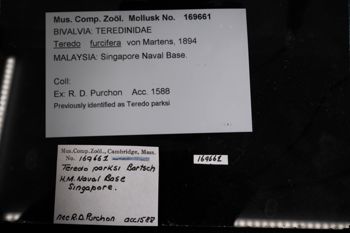 Mus. Comp. Zoöl. Mollusk No. 169661
BIVALVIA: TEREDINIDAE
Teredo furcifera von Martens, 1894
MALAYSIA: Singapore Naval Base.
Coll:
Ex: R. D. Purchon Acc. 1588
Previously identified as Teredo parksi
Mus. Comp. Zoöl., Cambridge, Mass.
No. 169661
Teredo parksi Bartsch
H.M. Naval Base
Singapore.
R.D. Purchon acc 1588
169661